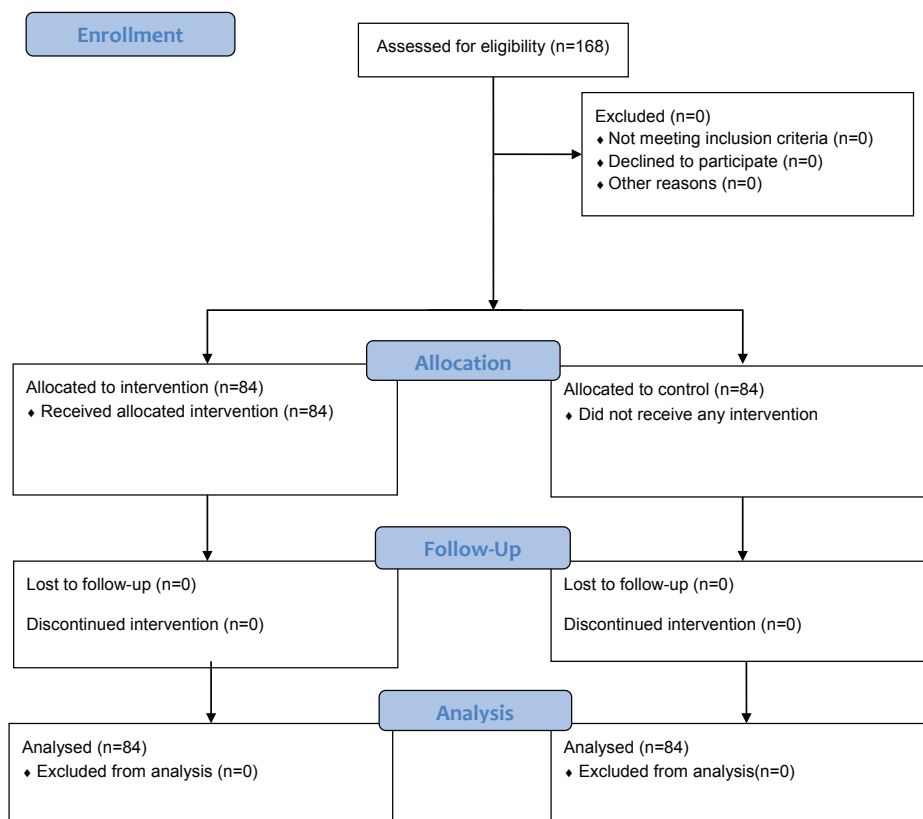 Enrollment
Assessed for eligibility (n=168)
Excluded (n=0)
♦ Not meeting inclusion criteria (n=0)
♦ Declined to participate (n=0)
♦ Other reasons (n=0)
Allocation
Allocated to intervention (n=84)
♦ Received allocated intervention (n=84)
Allocated to control (n=84)
♦ Did not receive any intervention
Follow-Up
Lost to follow-up (n=0)
Discontinued intervention (n=0)
Lost to follow-up (n=0)
Discontinued intervention (n=0)
Analysis
Analysed (n=84)
♦ Excluded from analysis (n=0)
Analysed (n=84)
♦ Excluded from analysis(n=0)